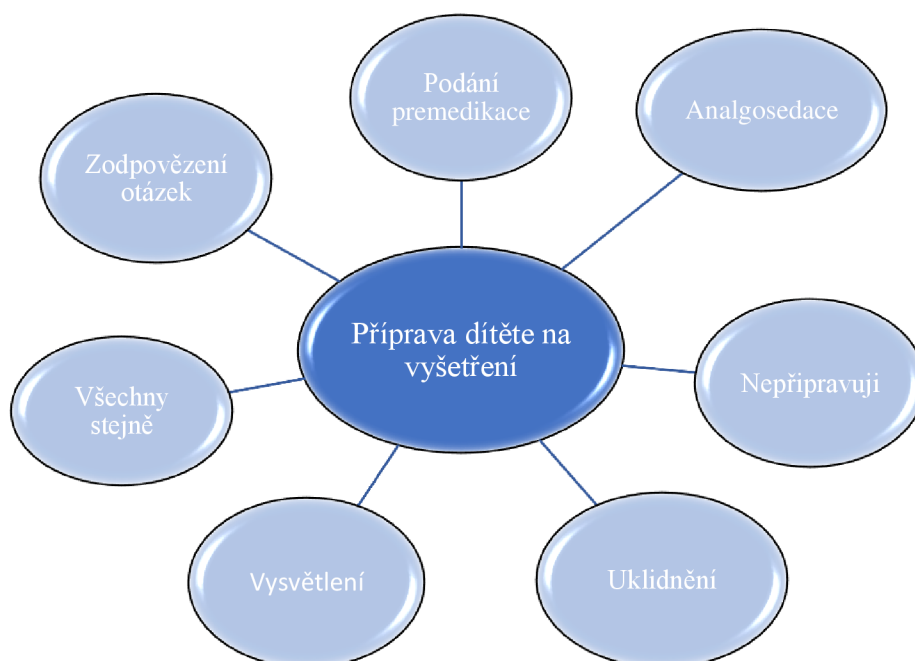 Podání
premedikace
Analgosedace
Zodpovězení
otázek
Příprava dítěte na
vyšetření
Nepřipravuji
Všechny
stejně
Vysvětlení
Uklidnění